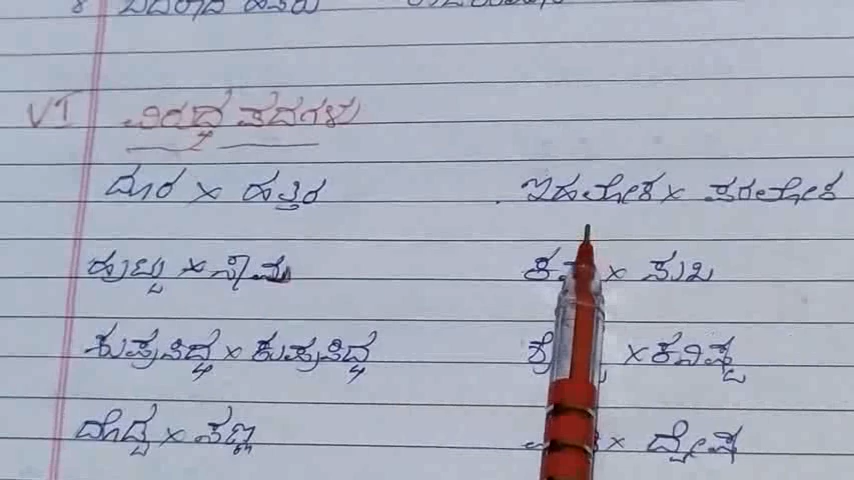 VI ವಿರುದ್ಧ ಪದಗಳು
ದೂರ × ಹತ್ತಿರ
ಇಹಲೋಕ × ಪರಲೋಕ
ಹುಟ್ಟು × ಸಾವು
× ಸುಖ
ಸುಪ್ರಸಿದ್ಧ × ಕುಪ್ರಸಿದ್ಧ
× ಕನಿಷ್ಠ
ದೊಡ್ಡ × ಸಣ್ಣ
× ದ್ವೇಷ